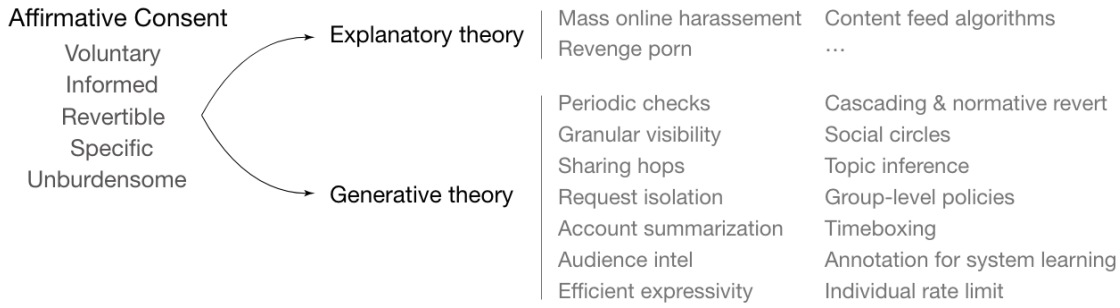 Affirmative Consent
Voluntary
Informed
Revertible
Specific
Unburdensome
Explanatory theory
Mass online harassement
Content feed algorithms
Revenge porn
...
Generative theory
Periodic checks
Cascading & normative revert
Granular visibility
Social circles
Sharing hops
Topic inference
Request isolation
Group-level policies
Account summarization
Timeboxing
Audience intel
Annotation for system learning
Efficient expressivity
Individual rate limit